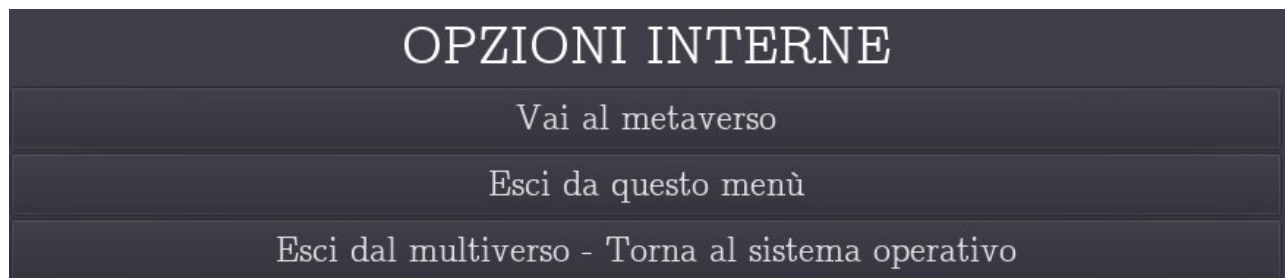 OPZIONI INTERNE
Vai al metaverso
Esci da questo menù
Esci dal multiverso - Torna al sistema operativo